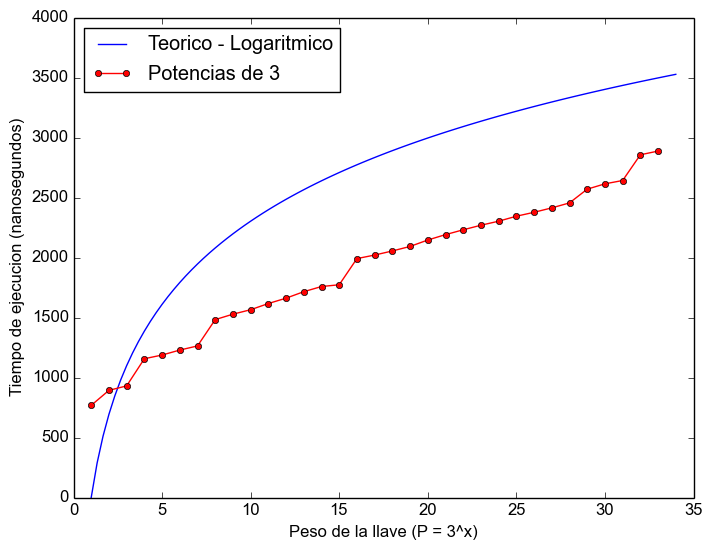 4000
3500
3000
2500
2000
1500
1000
500
0
Tiempo de ejecucion (nanosegundos)
Teorico - Logaritmico
Potencias de 3
0 5 10 15 20 25 30 35
Peso de la llave (P = 3^x)